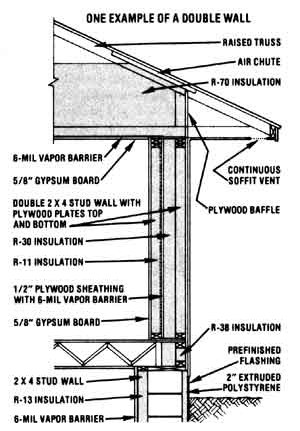 ONE EXAMPLE OF A DOUBLE WALL
RAISED TRUSS
AIR CHUTE
R-70 INSULATION
6-MIL VAPOR BARRIER
5/8" GYPSUM BOARD
CONTINUOUS
SOFFIT VENT
DOUBLE 2 X 4 STUD WALL WITH
PLYWOOD PLATES TOP
AND BOTTOM
PLYWOOD BAFFLE
R-30 INSULATION
R-11 INSULATION
1/2" PLYWOOD SHEATHING
WITH 6-MIL VAPOR BARRIER
5/8" GYPSUM BOARD
R-38 INSULATION
PREFINISHED
FLASHING
2 X 4 STUD WALL
2" EXTRUDED
POLYSTYRENE
R-13 INSULATION
6-MIL VAPOR BARRIER